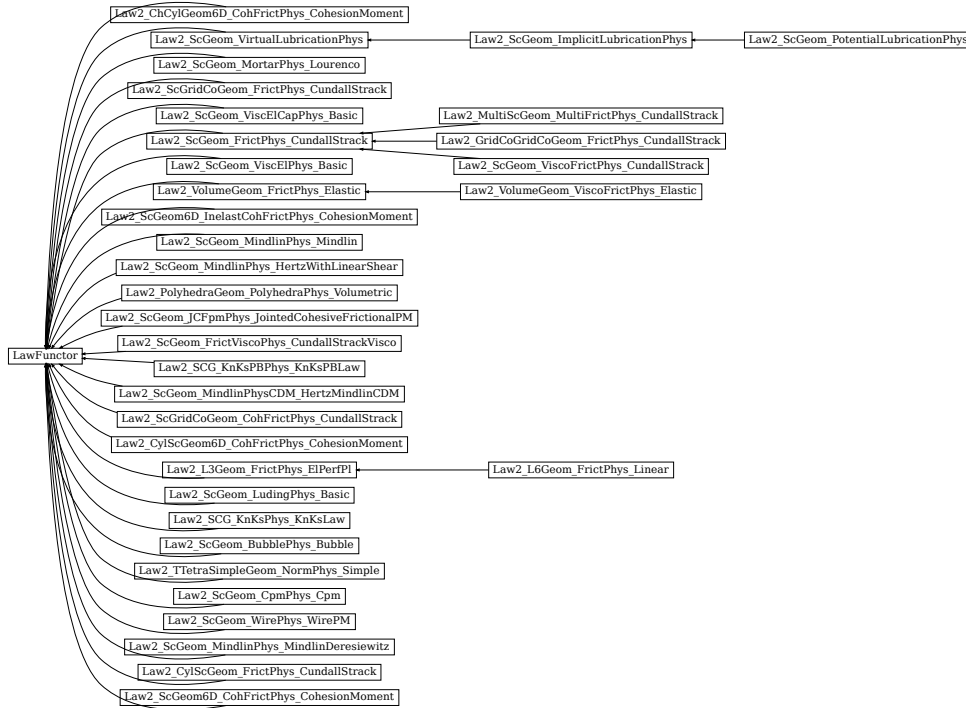 Law2_ChCylGeom6D_CohFrictPhys_CohesionMoment
Law2_ScGeom_VirtualLubricationPhys
Law2_ScGeom_ImplicitLubricationPhys
Law2_ScGeom_PotentialLubricationPhys
Law2_ScGeom_MortarPhys_Lourenco
Law2_ScGridCoGeom_FrictPhys_CundallStrack
Law2_ScGeom_ViscElCapPhys_Basic
Law2_MultiScGeom_MultiFrictPhys_CundallStrack
Law2_ScGeom_FrictPhys_CundallStrack
Law2_GridCoGridCoGeom_FrictPhys_CundallStrack
Law2_ScGeom_ViscElPhys_Basic
Law2_ScGeom_ViscoFrictPhys_CundallStrack
Law2_VolumeGeom_FrictPhys_Elastic
Law2_VolumeGeom_ViscoFrictPhys_Elastic
Law2_ScGeom6D_InelastCohFrictPhys_CohesionMoment
Law2_ScGeom_MindlinPhys_Mindlin
Law2_ScGeom_MindlinPhys_HertzWithLinearShear
Law2_PolyhedraGeom_PolyhedraPhys_Volumetric
Law2_ScGeom_JCFpmPhys_JointedCohesiveFrictionalPM
Law2_ScGeom_FrictViscoPhys_CundallStrackVisco
LawFunctor
Law2_SCG_KnKsPBPhys_KnKsPBLaw
Law2_ScGeom_MindlinPhysCDM_HertzMindlinCDM
Law2_ScGridCoGeom_CohFrictPhys_CundallStrack
Law2_CylScGeom6D_CohFrictPhys_CohesionMoment
Law2_L3Geom_FrictPhys_ElPerfPl
Law2_L6Geom_FrictPhys_Linear
Law2_ScGeom_LudingPhys_Basic
Law2_SCG_KnKsPhys_KnKsLaw
Law2_ScGeom_BubblePhys_Bubble
Law2_TTetraSimpleGeom_NormPhys_Simple
Law2_ScGeom_CpmPhys_Cpm
Law2_ScGeom_WirePhys_WirePM
Law2_ScGeom_MindlinPhys_MindlinDeresiewitz
Law2_CylScGeom_FrictPhys_CundallStrack
Law2_ScGeom6D_CohFrictPhys_CohesionMoment